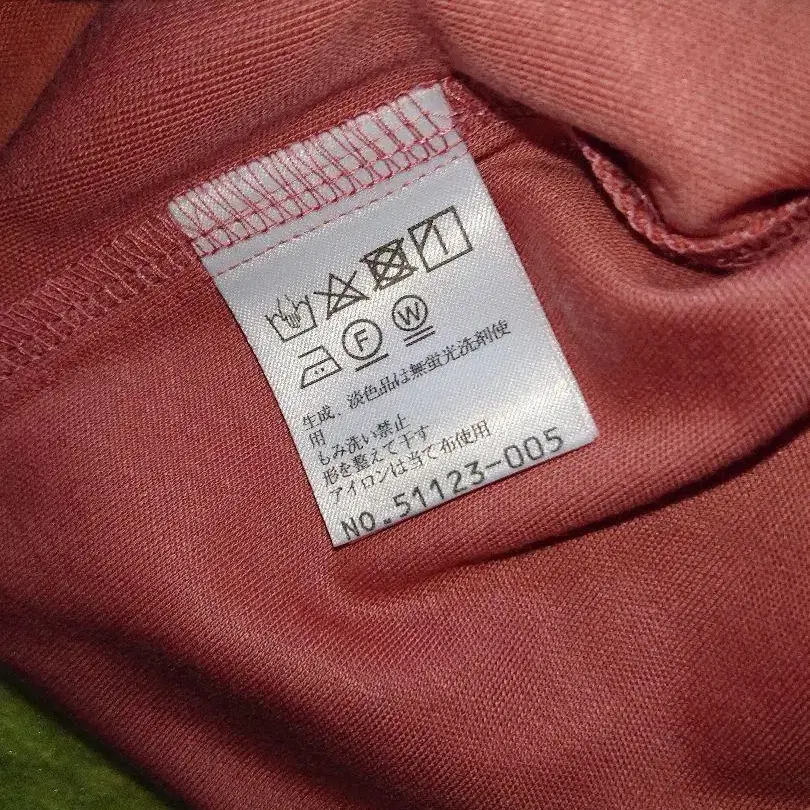 F W
生成、淡色品は無蛍光洗剤使
用
もみ洗い禁止
形を整えて干す
アイロンは当て布使用
NO.51123-005